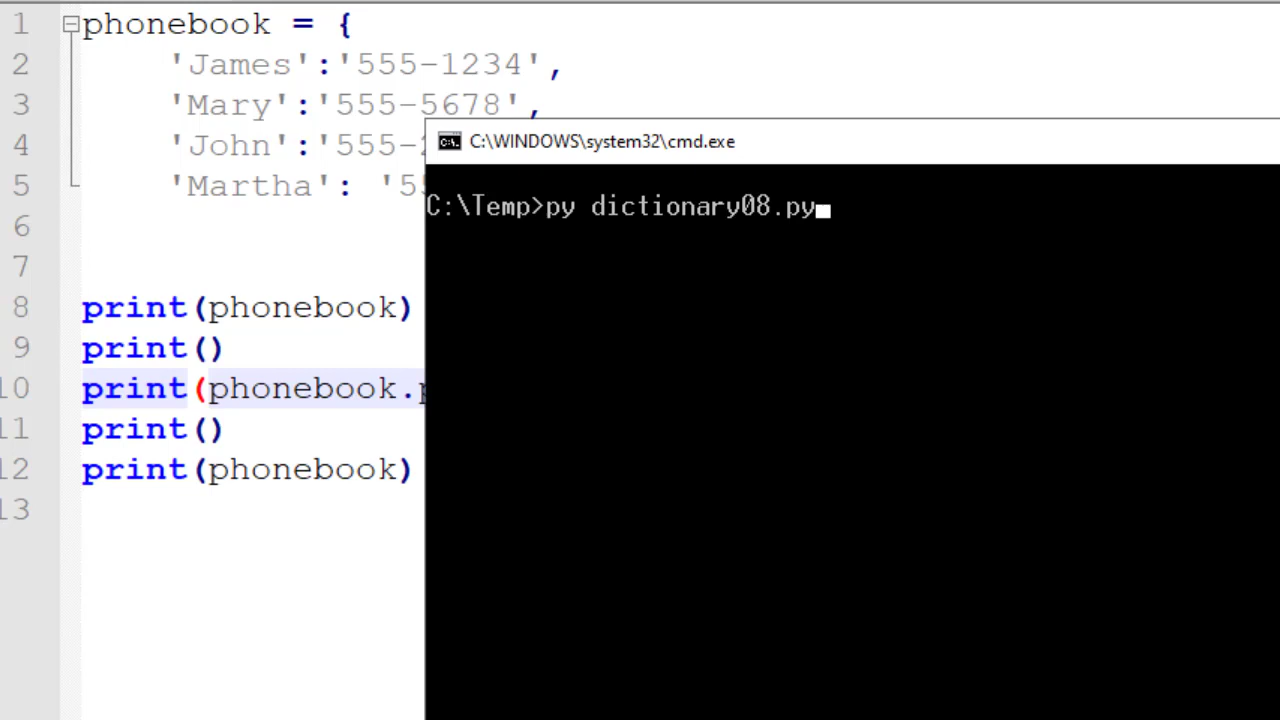 1 phonebook = {
2 'James':'555-1234',
3 'Mary':'555-5678',
4 'John':'555-
5 'Martha': '5
6
7
8 print(phonebook)
9 print()
10 print(phonebook.p
11 print()
12 print(phonebook)
13
C:\WINDOWS\system32\cmd.exe
C:\Temp>py dictionary08.py